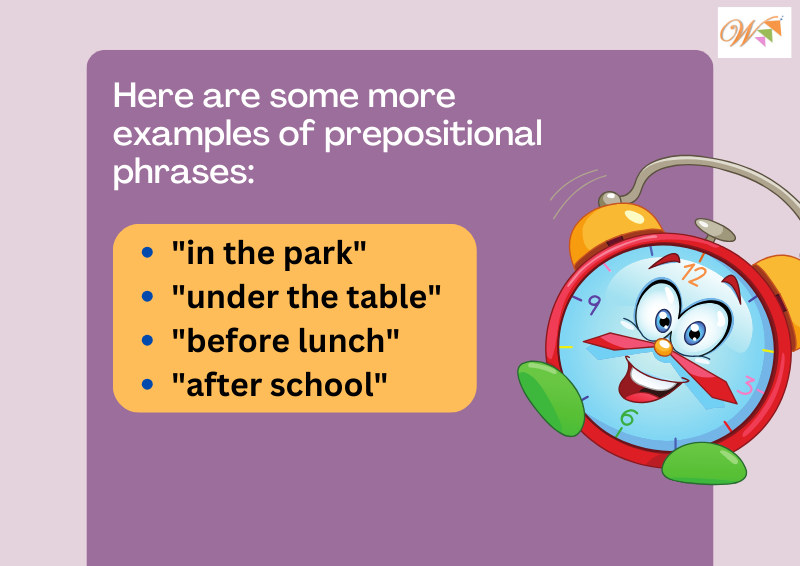 W
Here are some more
examples of prepositional
phrases:
• "in the park"
• "under the table"
• "before lunch"
• "after school"
12
9
3
6